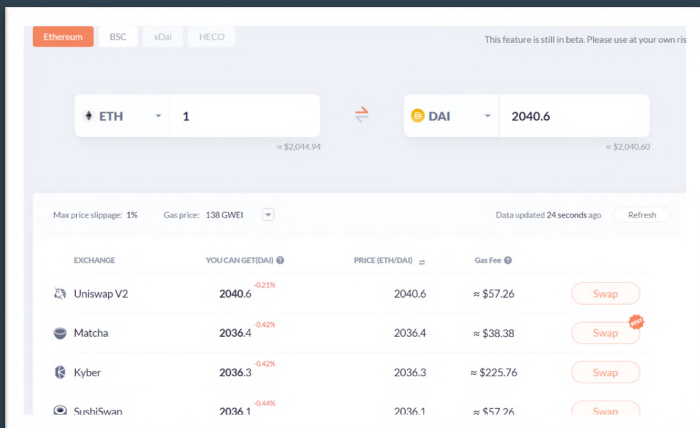 Ethereum BSC xDai HECO
This feature is still in beta. Please use at your own ris
ETH 1 DAI 2040.6
≈ $2,044.94 ≈ $2,040.60
Max price slippage: 1% Gas price: 138 GWEI Data updated 24 seconds ago Refresh
EXCHANGE YOU CAN GET(DAI) ? PRICE (ETH/DAI) Gas Fee ?
Uniswap V2 2040.6 -0.21% 2040.6 ≈ $57.26 Swap
Matcha 2036.4 -0.42% 2036.4 ≈ $38.38 Swap BEST
Kyber 2036.3 -0.42% 2036.3 ≈ $225.76 Swap
SushiSwap 2036.1 -0.44% 2036.1 ≈ $57.26 Swap